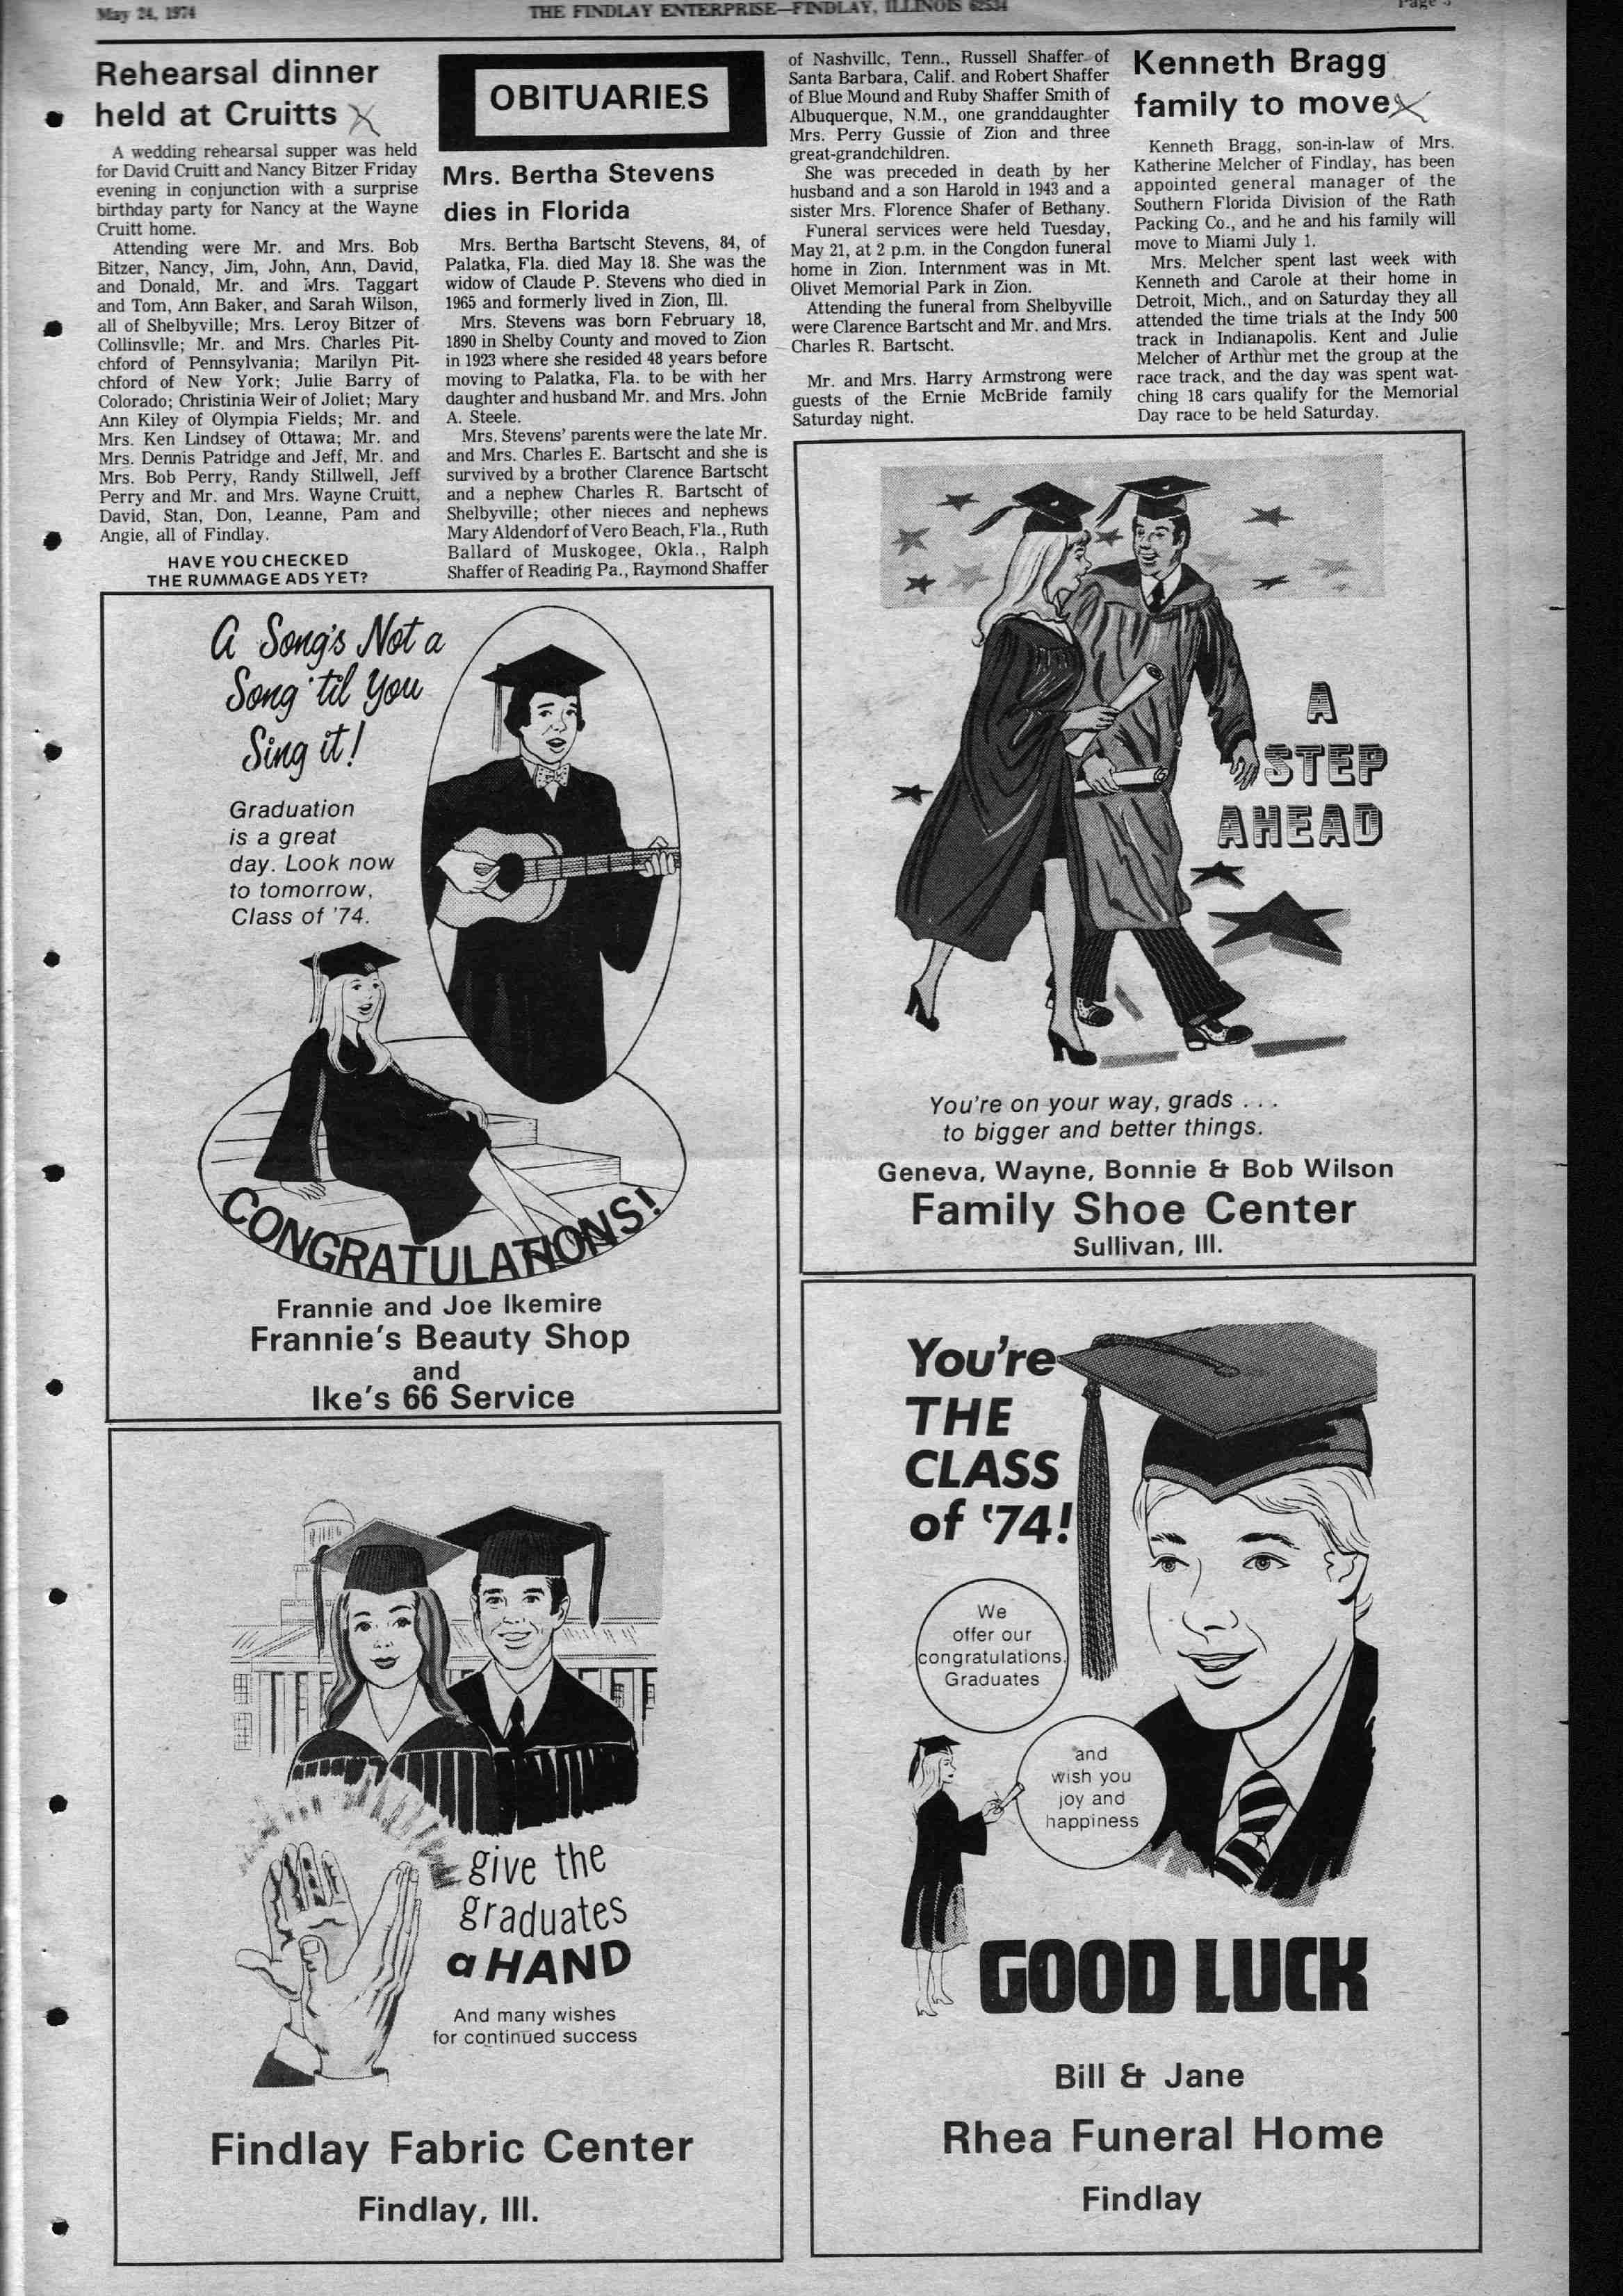 May 24, 1974
THE FINDLAY ENTERPRISE—FINDLAY, ILLINOIS 62534
Page
Rehearsal dinner
held at Cruitts
A wedding rehearsal supper was held
for David Cruitt and Nancy Bitzer Friday
evening in conjunction with a surprise
birthday party for Nancy at the Wayne
Cruitt home.
Attending were Mr. and Mrs. Bob
Bitzer, Nancy, Jim, John, Ann, David,
and Donald, Mr. and Mrs. Taggart
and Tom, Ann Baker, and Sarah Wilson,
all of Shelbyville; Mrs. Leroy Bitzer of
Collinsvlle; Mr. and Mrs. Charles Pit-
chford of Pennsylvania; Marilyn Pit-
chford of New York; Julie Barry of
Colorado; Christinia Weir of Joliet; Mary
Ann Kiley of Olympia Fields; Mr. and
Mrs. Ken Lindsey of Ottawa; Mr. and
Mrs. Dennis Patridge and Jeff, Mr. and
Mrs. Bob Perry, Randy Stillwell, Jeff
Perry and Mr. and Mrs. Wayne Cruitt,
David, Stan, Don, Leanne, Pam and
Angie, all of Findlay.
HAVE YOU CHECKED
THE RUMMAGE ADS YET?
OBITUARIES
Mrs. Bertha Stevens
dies in Florida
Mrs. Bertha Bartscht Stevens, 84, of
Palatka, Fla. died May 18. She was the
widow of Claude P. Stevens who died in
1965 and formerly lived in Zion, Ill.
Mrs. Stevens was born February 18,
1890 in Shelby County and moved to Zion
in 1923 where she resided 48 years before
moving to Palatka, Fla. to be with her
daughter and husband Mr. and Mrs. John
A. Steele.
Mrs. Stevens' parents were the late Mr.
and Mrs. Charles E. Bartscht and she is
survived by a brother Clarence Bartscht
and a nephew Charles R. Bartscht of
Shelbyville; other nieces and nephews
Mary Aldendorf of Vero Beach, Fla., Ruth
Ballard of Muskogee, Okla., Ralph
Shaffer of Reading Pa., Raymond Shaffer
of Nashville, Tenn., Russell Shaffer of
Santa Barbara, Calif. and Robert Shaffer
of Blue Mound and Ruby Shaffer Smith of
Albuquerque, N.M., one granddaughter
Mrs. Perry Gussie of Zion and three
great-grandchildren.
She was preceded in death by her
husband and a son Harold in 1943 and a
sister Mrs. Florence Shafer of Bethany.
Funeral services were held Tuesday,
May 21, at 2 p.m. in the Congdon funeral
home in Zion. Internment was in Mt.
Olivet Memorial Park in Zion.
Attending the funeral from Shelbyville
were Clarence Bartscht and Mr. and Mrs.
Charles R. Bartscht.
Mr. and Mrs. Harry Armstrong were
guests of the Ernie McBride family
Saturday night.
Kenneth Bragg
family to move
Kenneth Bragg, son-in-law of Mrs.
Katherine Melcher of Findlay, has been
appointed general manager of the
Southern Florida Division of the Rath
Packing Co., and he and his family will
move to Miami July 1.
Mrs. Melcher spent last week with
Kenneth and Carole at their home in
Detroit, Mich., and on Saturday they all
attended the time trials at the Indy 500
track in Indianapolis. Kent and Julie
Melcher of Arthur met the group at the
race track, and the day was spent wat-
ching 18 cars qualify for the Memorial
Day race to be held Saturday.
A Song's Not a
Song 'til you
Sing it!
Graduation
is a great
day. Look now
to tomorrow,
Class of '74.
CONGRATULATIONS!
Frannie and Joe Ikemire
Frannie's Beauty Shop
and
Ike's 66 Service
A
STEP
AHEAD
You're on your way, grads . . .
to bigger and better things.
Geneva, Wayne, Bonnie & Bob Wilson
Family Shoe Center
Sullivan, Ill.
give the
graduates
a HAND
And many wishes
for continued success
Findlay Fabric Center
Findlay, Ill.
You're
THE
CLASS
of '74!
We
offer our
congratulations,
Graduates
and
wish you
joy and
happiness
GOOD LUCK
Bill & Jane
Rhea Funeral Home
Findlay